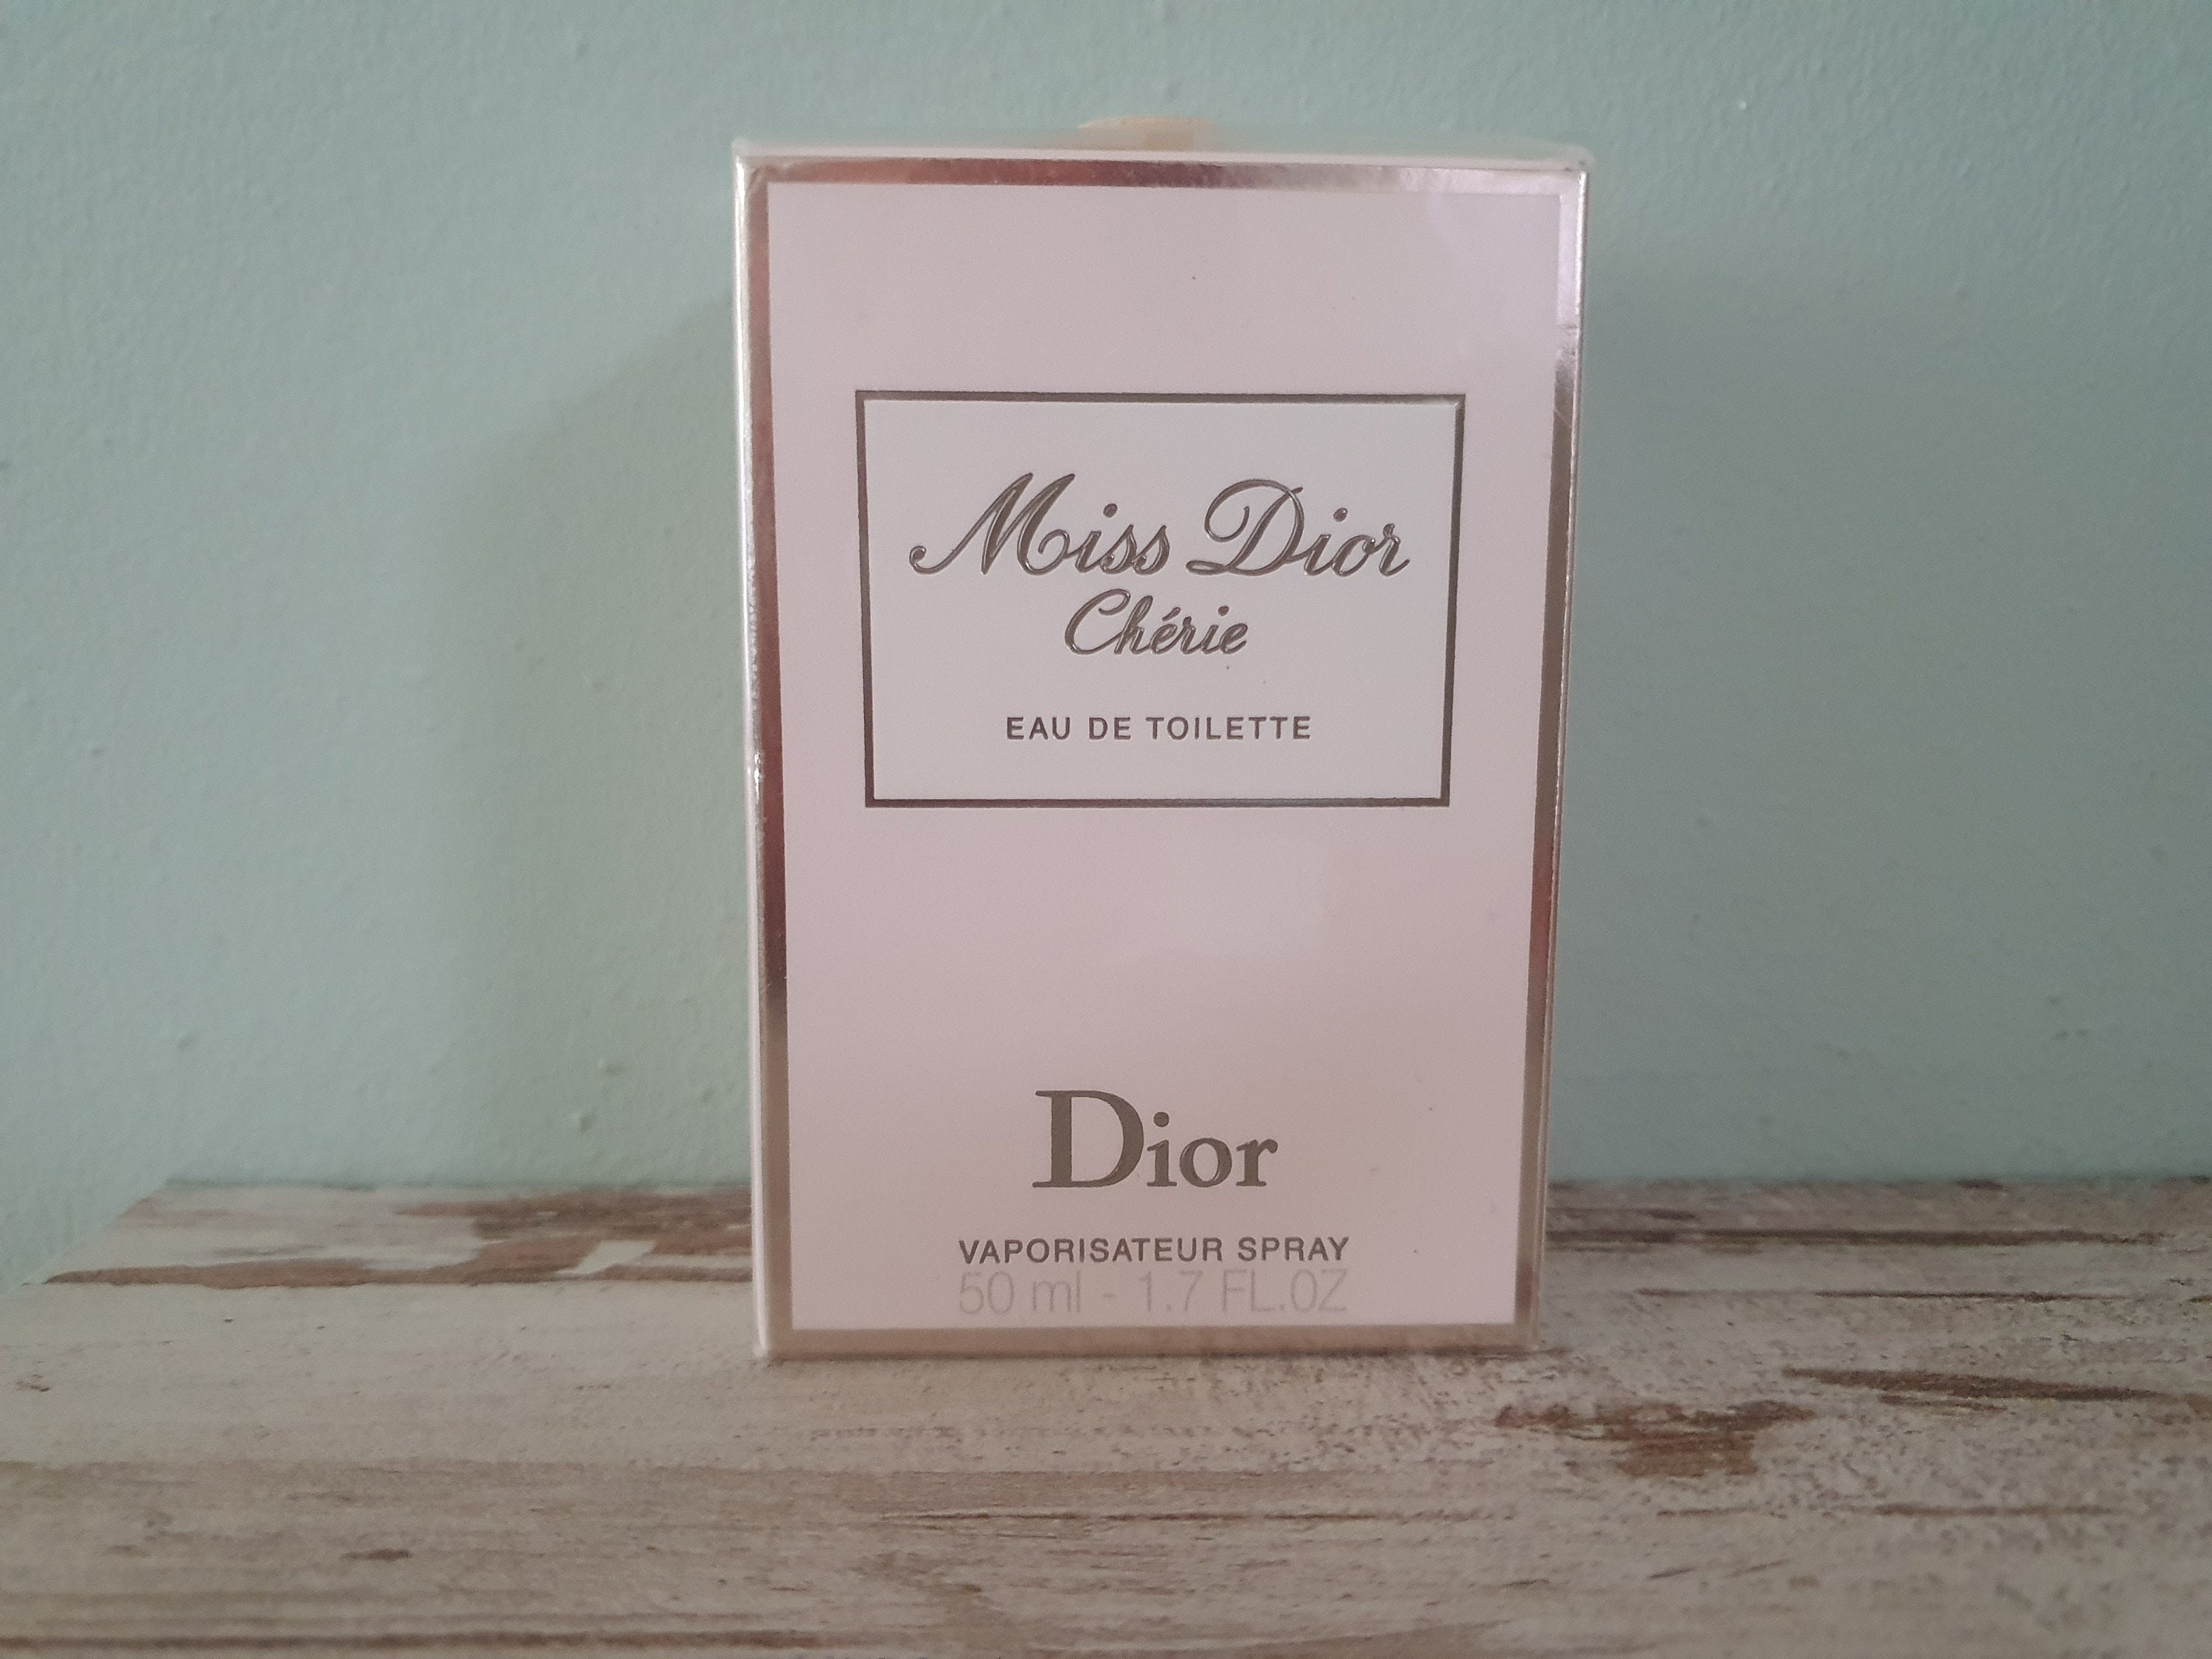 Miss Dior
Chérie
EAU DE TOILETTE
Dior
VAPORISATEUR SPRAY
50 ml - 1.7 FL.OZ